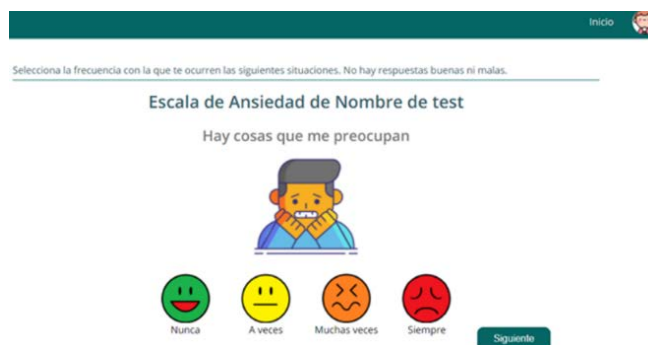 Inicio
Selecciona la frecuencia con la que te ocurren las siguientes situaciones. No hay respuestas buenas ni malas.
Escala de Ansiedad de Nombre de test
Hay cosas que me preocupan
Nunca A veces Muchas veces Siempre
Siguiente